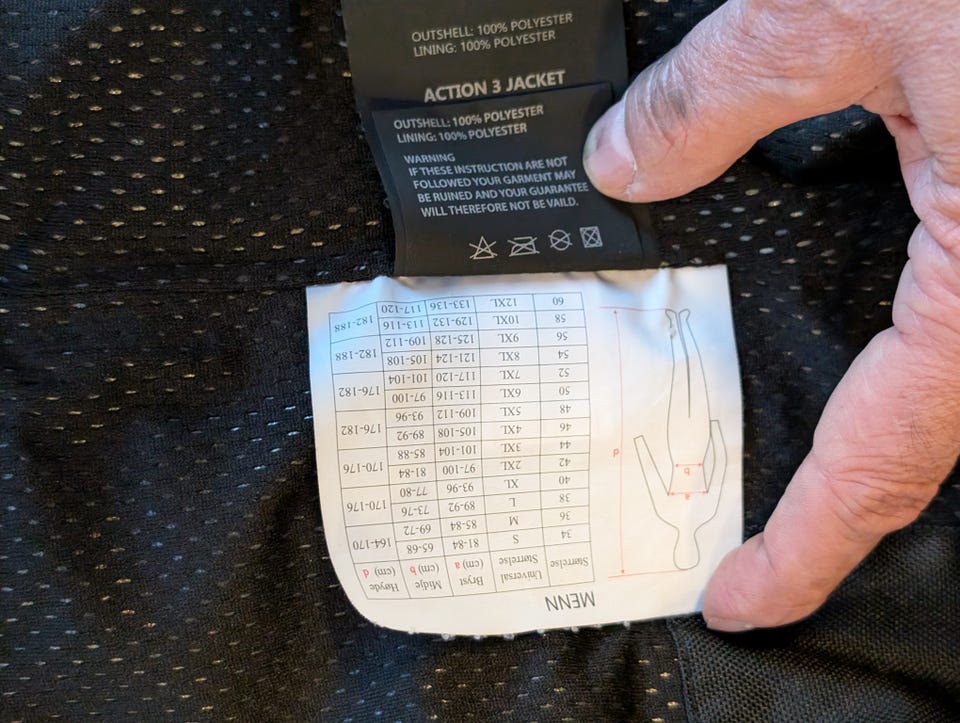 OUTSHELL: 100% POLYESTER
LINING: 100% POLYESTER
ACTION 3 JACKET
OUTSHELL: 100% POLYESTER
LINING: 100% POLYESTER
WARNING
IF THESE INSTRUCTION ARE NOT
FOLLOWED YOUR GARMENT MAY
BE RUINED AND YOUR GUARANTEE
WILL THEREFORE NOT BE VAILD.
MENN
Størrelse Universal Bryst Midje Høyde
Størrelse (cm) a (cm) b (cm) d
34 S 81-84 65-68 164-170
36 M 85-84 69-72
38 L 89-92 73-76 170-176
40 XL 93-96 77-80
42 2XL 97-100 81-84 170-176
44 3XL 101-104 85-88
46 4XL 105-108 89-92 176-182
48 5XL 109-112 93-96
50 6XL 113-116 97-100 176-182
52 7XL 117-120 101-104
54 8XL 121-124 105-108 182-188
56 9XL 125-128 109-112
58 10XL 129-132 113-116 182-188
60 12XL 133-136 117-120
a
b
d